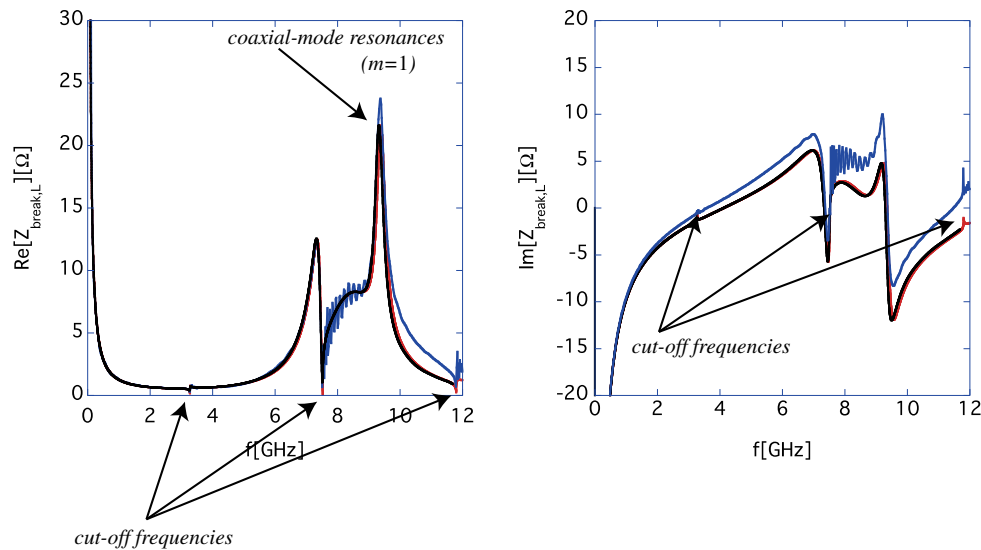 30
25
20
15
10
5
0
Re[Z_break,L][Ω]
coaxial-mode resonances
(m=1)
0 2 4 6 8 10 12
f[GHz]
cut-off frequencies
20
15
10
5
0
-5
-10
-15
-20
Im[Z_break,L][Ω]
cut-off frequencies
0 2 4 6 8 10 12
f[GHz]